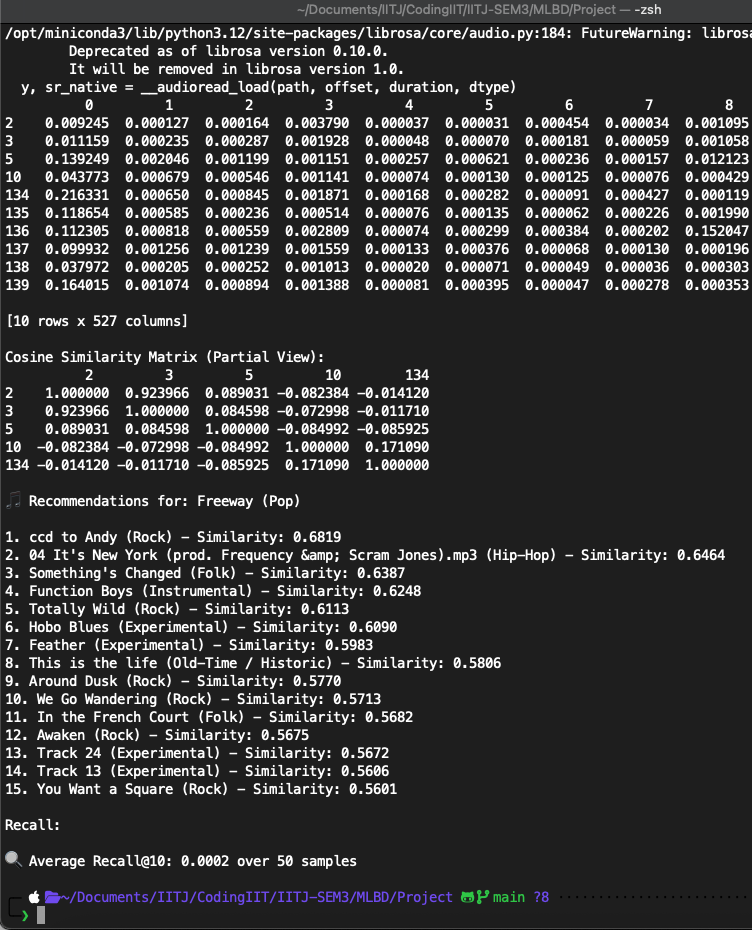 ~/Documents/IITJ/CodingIIT/IITJ-SEM3/MLBD/Project — -zsh
/opt/miniconda3/lib/python3.12/site-packages/librosa/core/audio.py:184: FutureWarning: librosa
Deprecated as of librosa version 0.10.0.
It will be removed in librosa version 1.0.
y, sr_native = __audioread_load(path, offset, duration, dtype)
0 1 2 3 4 5 6 7 8
2 0.009245 0.000127 0.000164 0.003790 0.000037 0.000031 0.000454 0.000034 0.001095
3 0.011159 0.000235 0.000287 0.001928 0.000048 0.000070 0.000181 0.000059 0.001058
5 0.139249 0.002046 0.001199 0.001151 0.000257 0.000621 0.000236 0.000157 0.012123
10 0.043773 0.000679 0.000546 0.001141 0.000074 0.000130 0.000125 0.000076 0.000429
134 0.216331 0.000650 0.000845 0.001871 0.000168 0.000282 0.000091 0.000427 0.000119
135 0.118654 0.000585 0.000236 0.000514 0.000076 0.000135 0.000062 0.000226 0.001990
136 0.112305 0.000818 0.000559 0.002809 0.000074 0.000299 0.000384 0.000202 0.152047
137 0.099932 0.001256 0.001239 0.001559 0.000133 0.000376 0.000068 0.000130 0.000196
138 0.037972 0.000205 0.000252 0.001013 0.000020 0.000071 0.000049 0.000036 0.000303
139 0.164015 0.001074 0.000894 0.001388 0.000081 0.000395 0.000047 0.000278 0.000353
[10 rows x 527 columns]
Cosine Similarity Matrix (Partial View):
2 3 5 10 134
2 1.000000 0.923966 0.089031 -0.082384 -0.014120
3 0.923966 1.000000 0.084598 -0.072998 -0.011710
5 0.089031 0.084598 1.000000 -0.084992 -0.085925
10 -0.082384 -0.072998 -0.084992 1.000000 0.171090
134 -0.014120 -0.011710 -0.085925 0.171090 1.000000
🎵 Recommendations for: Freeway (Pop)
1. ccd to Andy (Rock) - Similarity: 0.6819
2. 04 It's New York (prod. Frequency &amp; Scram Jones).mp3 (Hip-Hop) - Similarity: 0.6464
3. Something's Changed (Folk) - Similarity: 0.6387
4. Function Boys (Instrumental) - Similarity: 0.6248
5. Totally Wild (Rock) - Similarity: 0.6113
6. Hobo Blues (Experimental) - Similarity: 0.6090
7. Feather (Experimental) - Similarity: 0.5983
8. This is the life (Old-Time / Historic) - Similarity: 0.5806
9. Around Dusk (Rock) - Similarity: 0.5770
10. We Go Wandering (Rock) - Similarity: 0.5713
11. In the French Court (Folk) - Similarity: 0.5682
12. Awaken (Rock) - Similarity: 0.5675
13. Track 24 (Experimental) - Similarity: 0.5672
14. Track 13 (Experimental) - Similarity: 0.5606
15. You Want a Square (Rock) - Similarity: 0.5601
Recall:
🔍 Average Recall@10: 0.0002 over 50 samples
~/Documents/IITJ/CodingIIT/IITJ-SEM3/MLBD/Project main ?8
❯